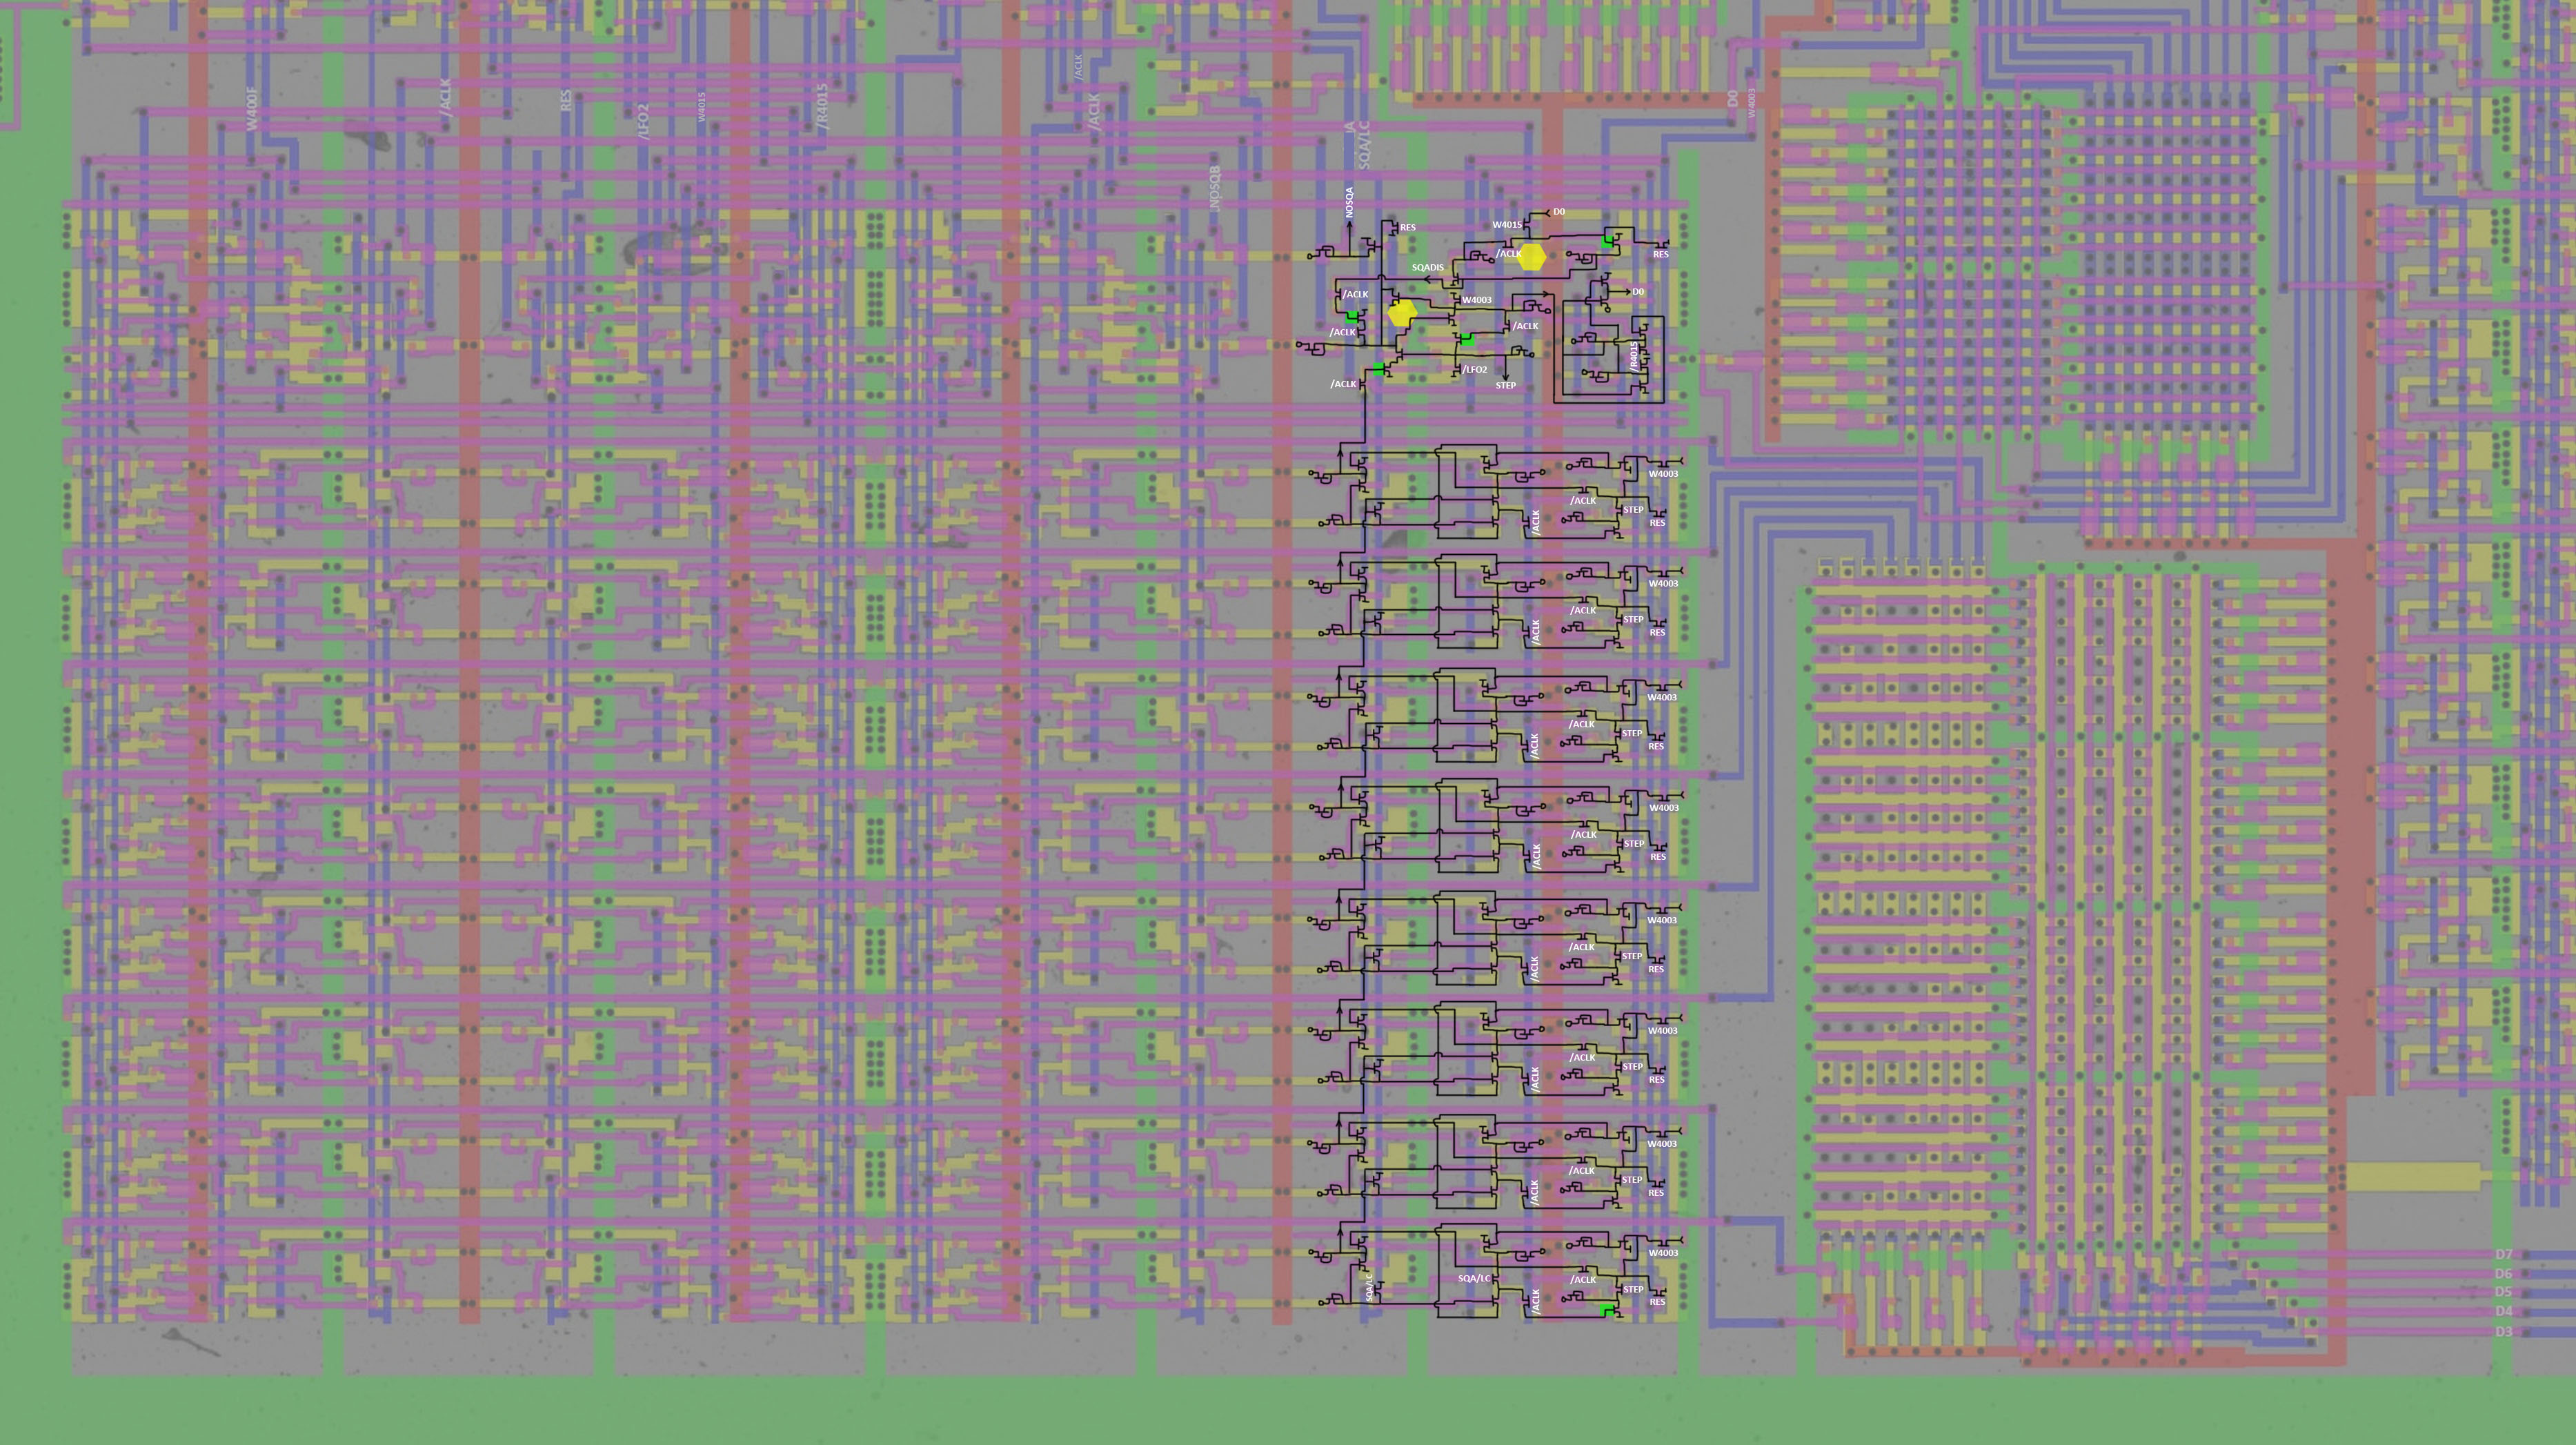 /ACLK
W400F
/ACLK
RES
/LFO2
W4015
/R4015
/ACLK
D0
W4003
SQA/LC
NOSQB
NOSQA
RES
W4015
D0
/ACLK
RES
SQADIS
/ACLK
W4003
D0
/ACLK
/ACLK
/R4015
/LFO2
/ACLK
STEP
W4003
/ACLK
STEP
/ACLK
RES
W4003
/ACLK
STEP
/ACLK
RES
W4003
/ACLK
STEP
/ACLK
RES
W4003
/ACLK
STEP
/ACLK
RES
W4003
/ACLK
STEP
/ACLK
RES
W4003
/ACLK
STEP
/ACLK
RES
W4003
/ACLK
STEP
/ACLK
RES
W4003
SQA/LC
SQA/LC
/ACLK
STEP
/ACLK
RES
D7
D6
D5
D4
D3